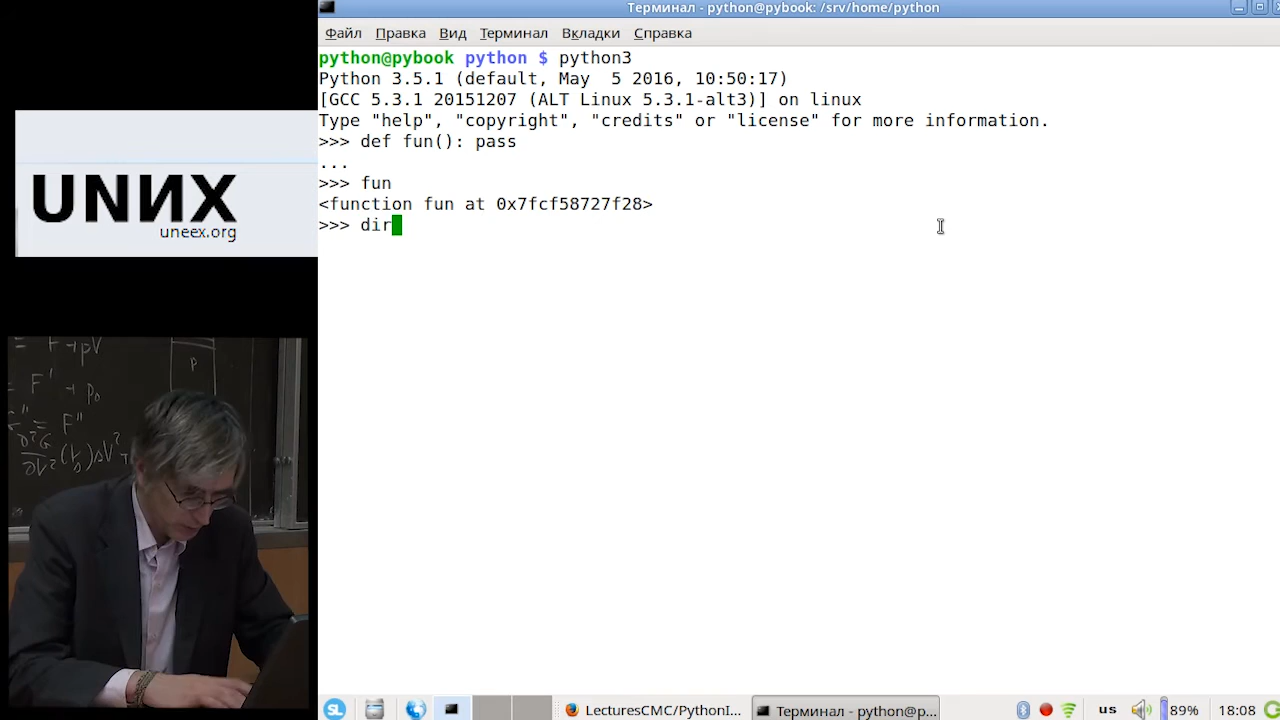 Терминал - python@pybook: /srv/home/python
Файл Правка Вид Терминал Вкладки Справка
python@pybook python $ python3
Python 3.5.1 (default, May  5 2016, 10:50:17)
[GCC 5.3.1 20151207 (ALT Linux 5.3.1-alt3)] on linux
Type "help", "copyright", "credits" or "license" for more information.
>>> def fun(): pass
...
>>> fun
<function fun at 0x7fcf58727f28>
>>> dir
UNИX
uneex.org
= F + pV
P
= F' + p₀
= F"
LecturesCMC/PythonI...
Терминал - python@p...
us
89%
18:08